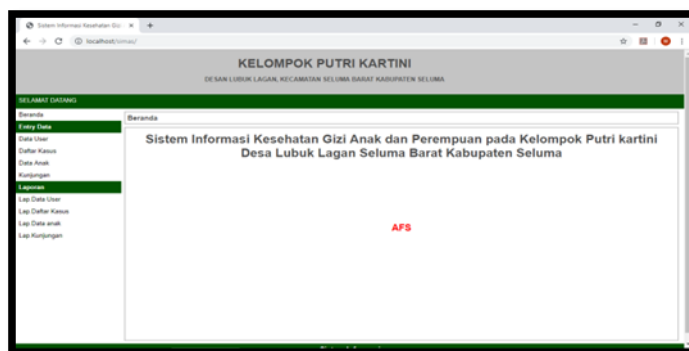 Sistem Informasi Kesehatan Giz
localhost/simas/
KELOMPOK PUTRI KARTINI
DESAN LUBUK LAGAN, KECAMATAN SELUMA BARAT KABUPATEN SELUMA
SELAMAT DATANG
Beranda
Entry Data
Data User
Daftar Kasus
Data Anak
Kunjungan
Laporan
Lap Data User
Lap Daftar Kasus
Lap Data anak
Lap Kunjungan
Beranda
Sistem Informasi Kesehatan Gizi Anak dan Perempuan pada Kelompok Putri kartini
Desa Lubuk Lagan Seluma Barat Kabupaten Seluma
AFS